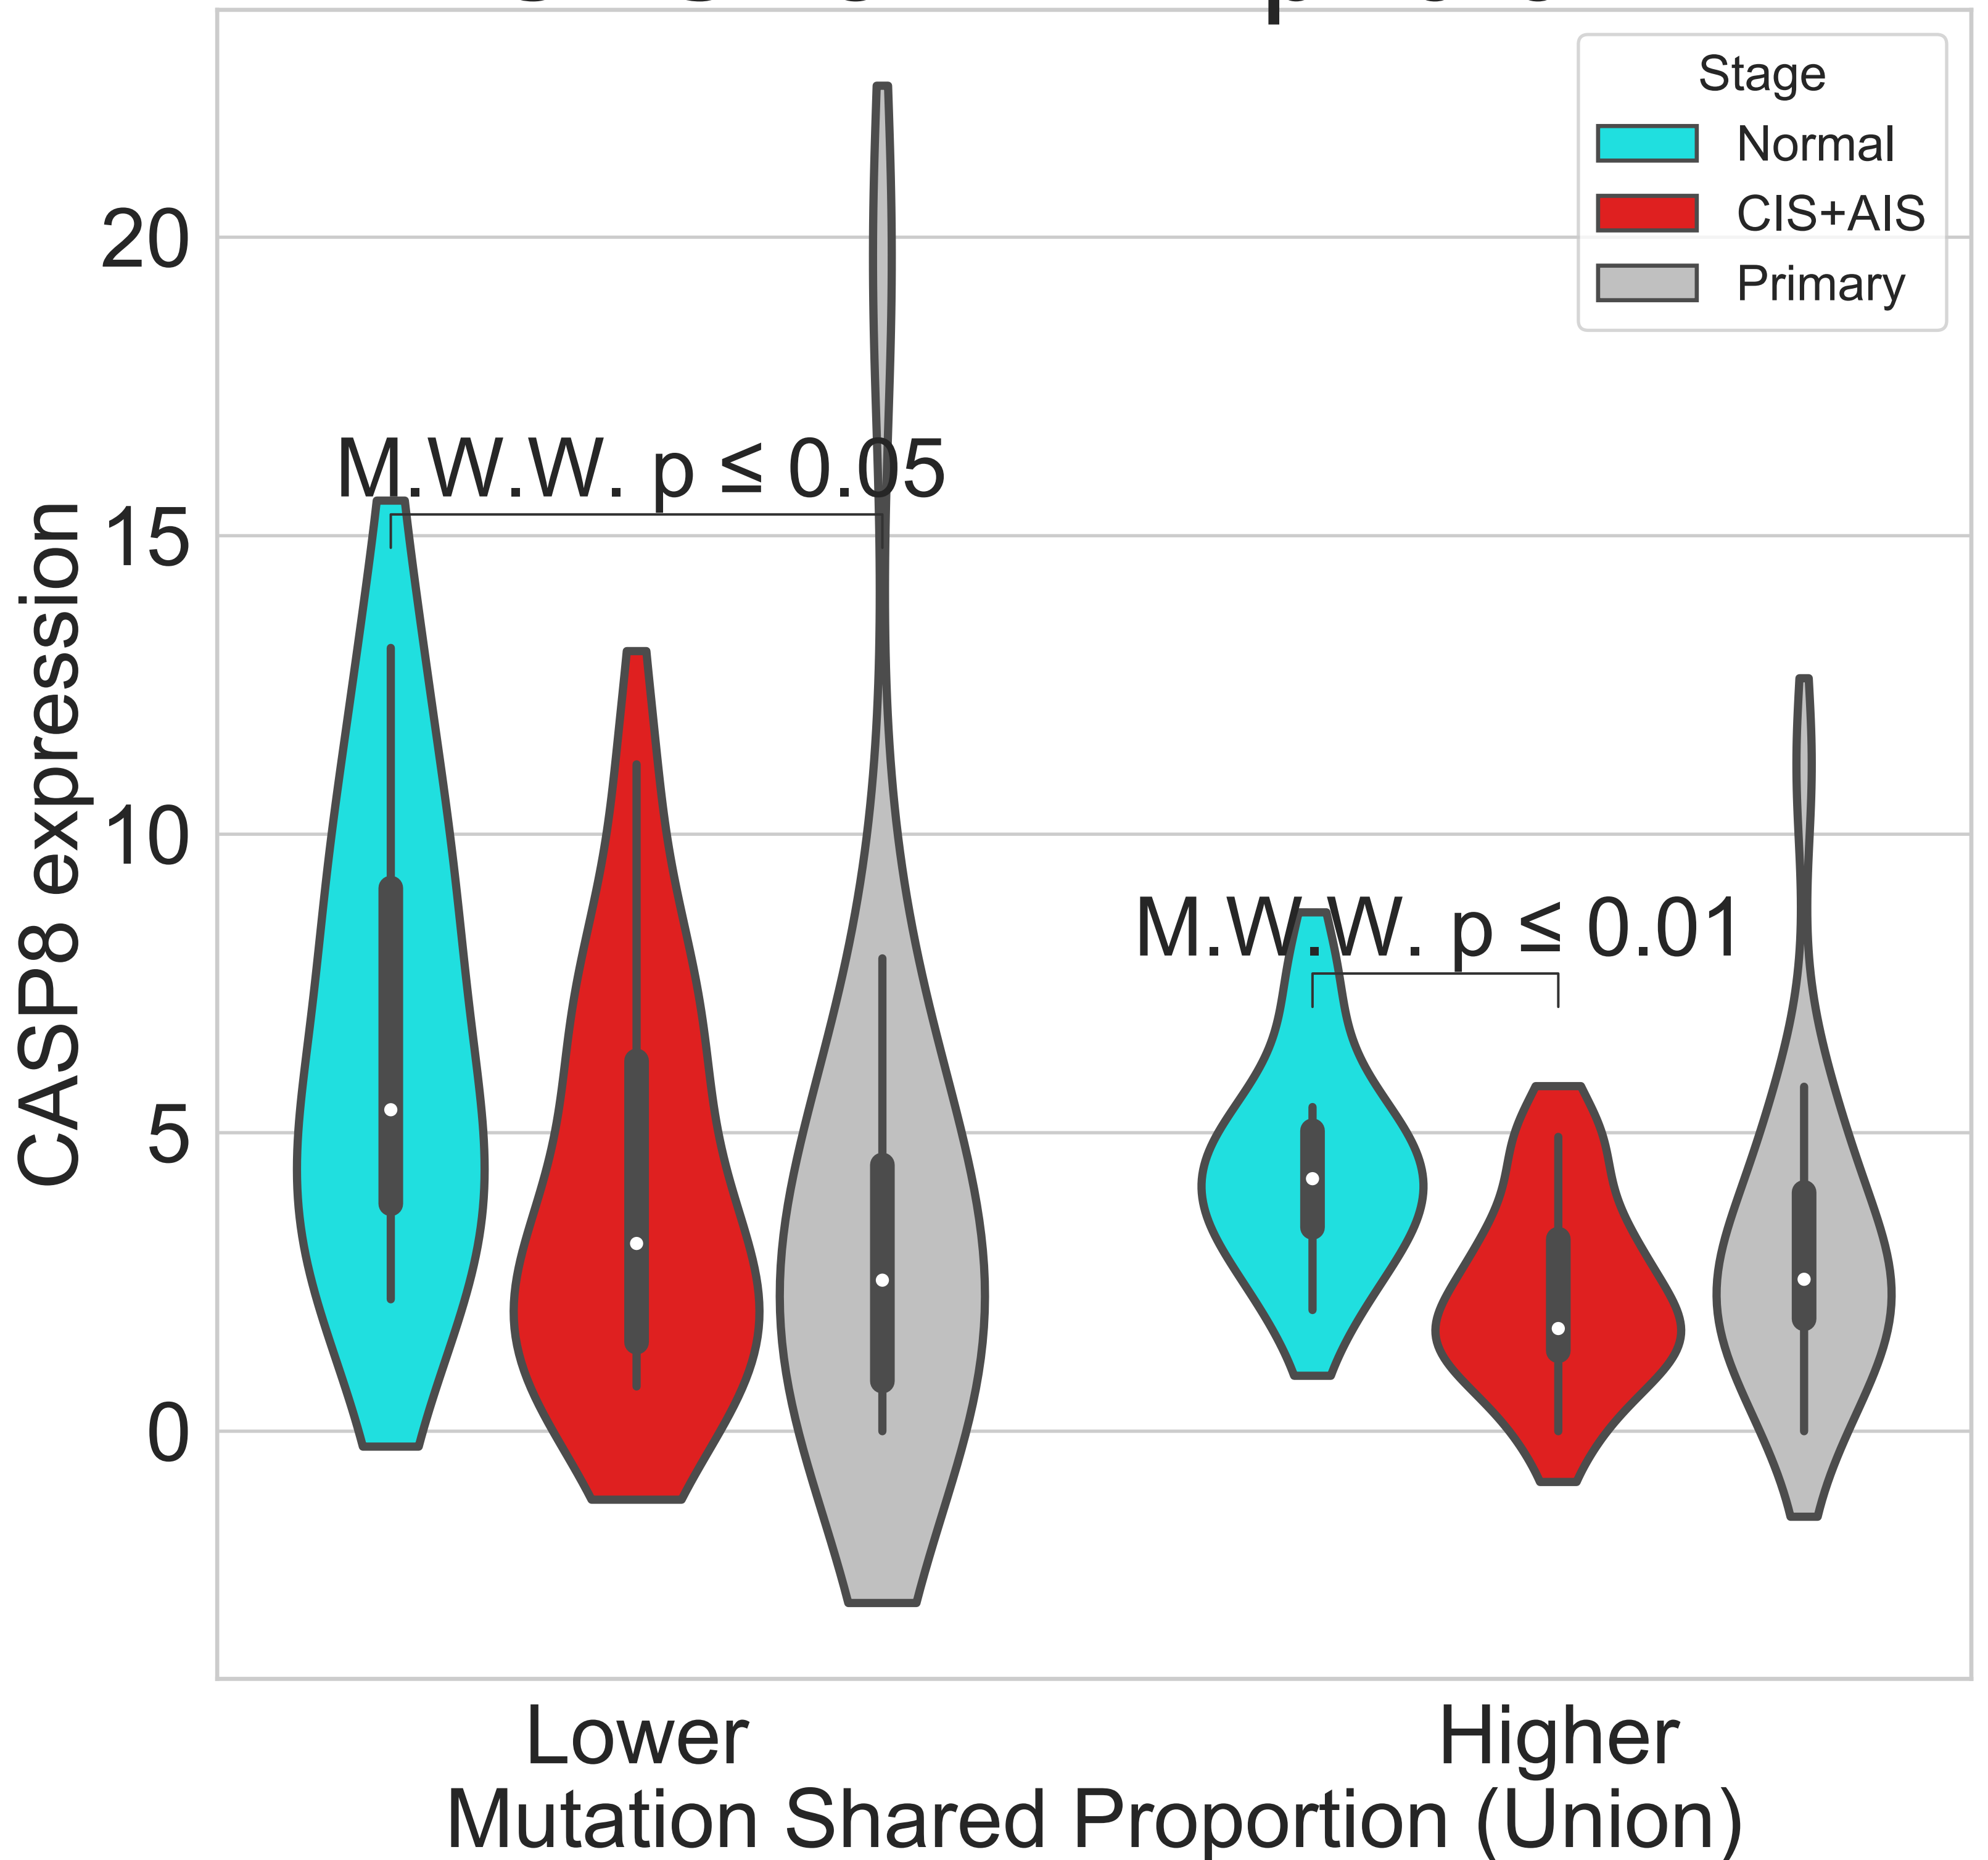 Stage
Normal
CIS+AIS
Primary
20
15
10
5
0
CASP8 expression
M.W.W. p ≤ 0.05
M.W.W. p ≤ 0.01
Lower
Higher
Mutation Shared Proportion (Union)